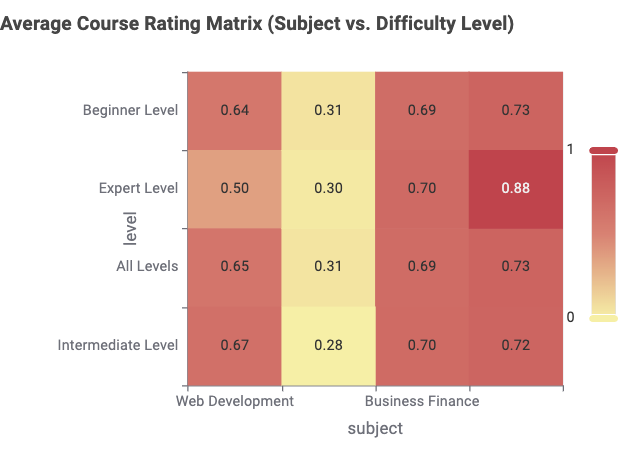 Average Course Rating Matrix (Subject vs. Difficulty Level)
Beginner Level 0.64 0.31 0.69 0.73
1
Expert Level 0.50 0.30 0.70 0.88
level
All Levels 0.65 0.31 0.69 0.73
0
Intermediate Level 0.67 0.28 0.70 0.72
Web Development Business Finance
subject